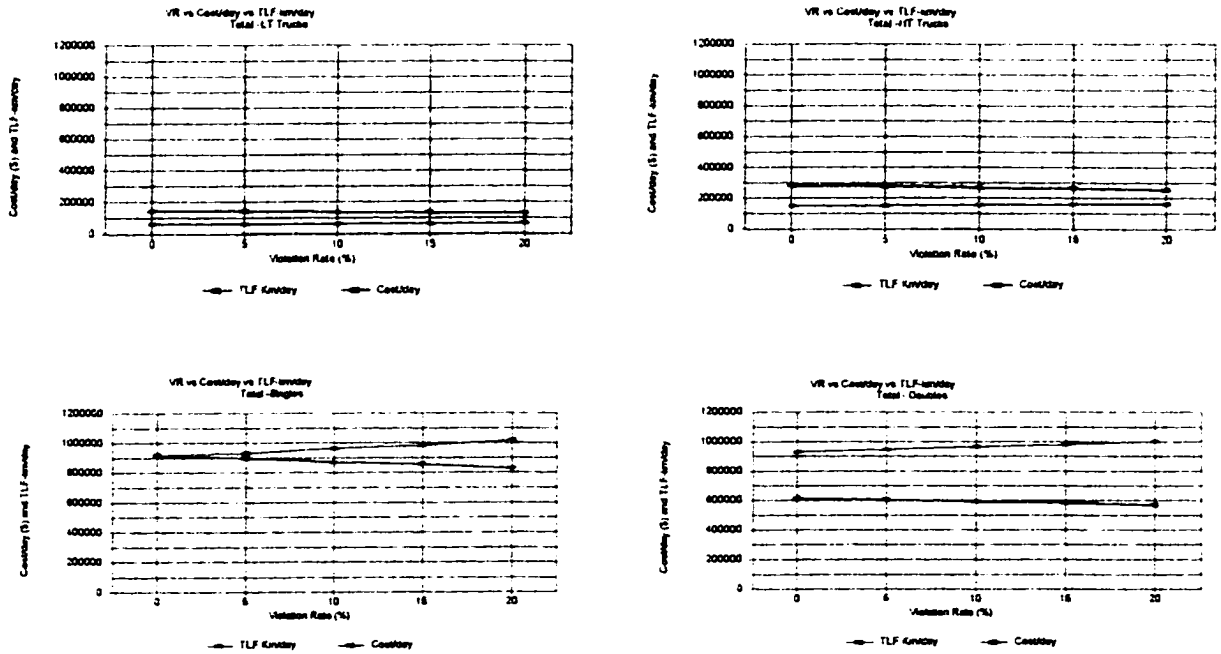 VR vs Cost/day vs TLF-km/day
Total -LT Trucks
1200000
1000000
800000
600000
400000
200000
0
Cost/day ($) and TLF-km/day
0 5 10 15 20
Violation Rate (%)
TLF Km/day Cost/day
VR vs Cost/day vs TLF-km/day
Total -HT Trucks
1200000
1000000
800000
600000
400000
200000
0
Cost/day ($) and TLF-km/day
0 5 10 15 20
Violation Rate (%)
TLF Km/day Cost/day
VR vs Cost/day vs TLF-km/day
Total -Singles
1200000
1000000
800000
600000
400000
200000
0
Cost/day ($) and TLF-km/day
0 5 10 15 20
Violation Rate (%)
TLF Km/day Cost/day
VR vs Cost/day vs TLF-km/day
Total - Doubles
1200000
1000000
800000
600000
400000
200000
0
Cost/day ($) and TLF-km/day
0 5 10 15 20
Violation Rate (%)
TLF Km/day Cost/day